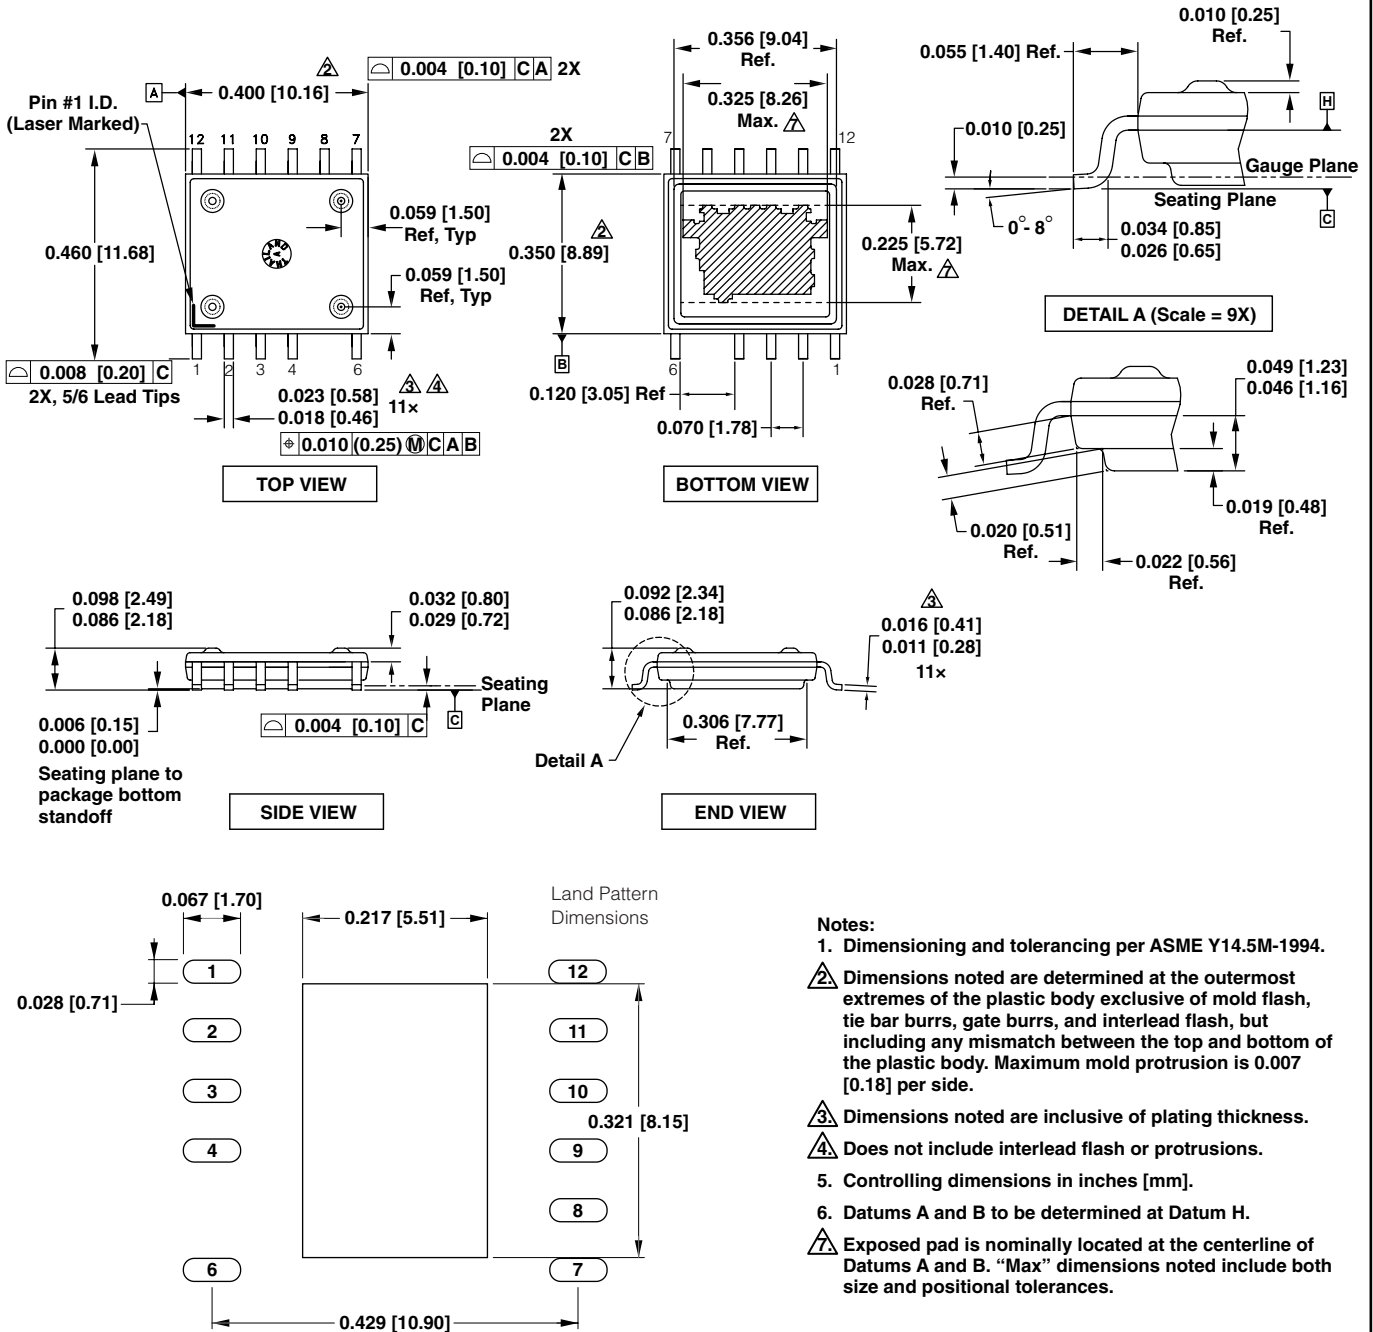 0.010 [0.25]
Ref.
0.356 [9.04]
Ref.
0.055 [1.40] Ref.
2
0.004 [0.10] C A 2X
A
0.400 [10.16]
0.325 [8.26]
Max. 7
H
Pin #1 I.D.
(Laser Marked)
12 11 10 9 8 7
2X
0.004 [0.10] C B
7 12
0.010 [0.25]
Gauge Plane
Seating Plane
C
0°- 8°
0.034 [0.85]
0.026 [0.65]
0.059 [1.50]
Ref, Typ
2
0.460 [11.68]
0.350 [8.89]
0.225 [5.72]
Max. 7
0.059 [1.50]
Ref, Typ
DETAIL A (Scale = 9X)
B
0.008 [0.20] C
2X, 5/6 Lead Tips
1 2 3 4 6
6 1
0.023 [0.58]
0.018 [0.46]
11×
3 4
0.010 (0.25) M C A B
0.120 [3.05] Ref
0.070 [1.78]
0.028 [0.71]
Ref.
0.049 [1.23]
0.046 [1.16]
TOP VIEW
BOTTOM VIEW
0.019 [0.48]
Ref.
0.020 [0.51]
Ref.
0.022 [0.56]
Ref.
0.098 [2.49]
0.086 [2.18]
0.032 [0.80]
0.029 [0.72]
0.092 [2.34]
0.086 [2.18]
3
0.016 [0.41]
0.011 [0.28]
11×
Seating
Plane
C
0.006 [0.15]
0.000 [0.00]
0.004 [0.10] C
0.306 [7.77]
Ref.
Detail A
Seating plane to
package bottom
standoff
SIDE VIEW
END VIEW
0.067 [1.70]
0.217 [5.51]
Land Pattern
Dimensions
0.028 [0.71]
1 12
2 11
3 10
0.321 [8.15]
4 9
8
6 7
0.429 [10.90]
Notes:
1. Dimensioning and tolerancing per ASME Y14.5M-1994.
2. Dimensions noted are determined at the outermost
extremes of the plastic body exclusive of mold flash,
tie bar burrs, gate burrs, and interlead flash, but
including any mismatch between the top and bottom of
the plastic body. Maximum mold protrusion is 0.007
[0.18] per side.
3. Dimensions noted are inclusive of plating thickness.
4. Does not include interlead flash or protrusions.
5. Controlling dimensions in inches [mm].
6. Datums A and B to be determined at Datum H.
7. Exposed pad is nominally located at the centerline of
Datums A and B. “Max” dimensions noted include both
size and positional tolerances.